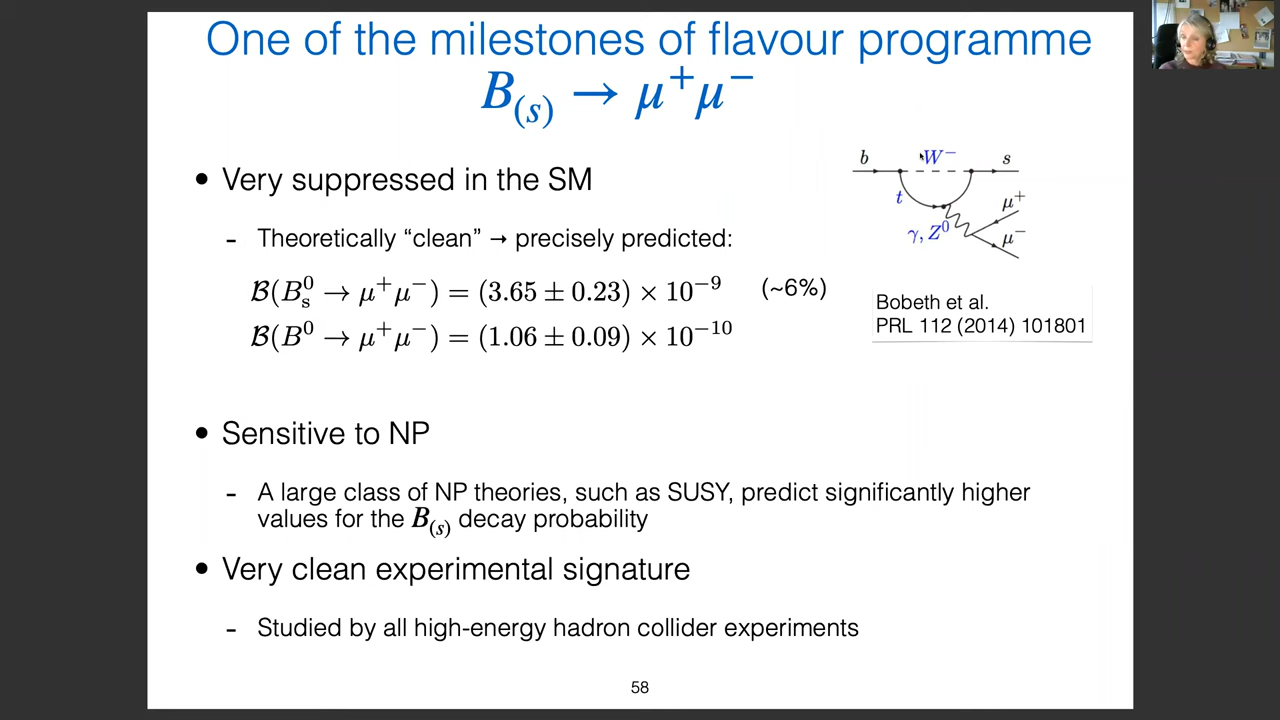 One of the milestones of flavour programme
B(s) → μ⁺μ⁻
• Very suppressed in the SM
- Theoretically “clean” → precisely predicted:
B(B⁰ₛ → μ⁺μ⁻) = (3.65 ± 0.23) × 10⁻⁹ (~6%)
B(B⁰ → μ⁺μ⁻) = (1.06 ± 0.09) × 10⁻¹⁰
b W⁻ s
t μ⁺
γ, Z⁰ μ⁻
Bobeth et al.
PRL 112 (2014) 101801
• Sensitive to NP
- A large class of NP theories, such as SUSY, predict significantly higher
values for the B(s) decay probability
• Very clean experimental signature
- Studied by all high-energy hadron collider experiments
58